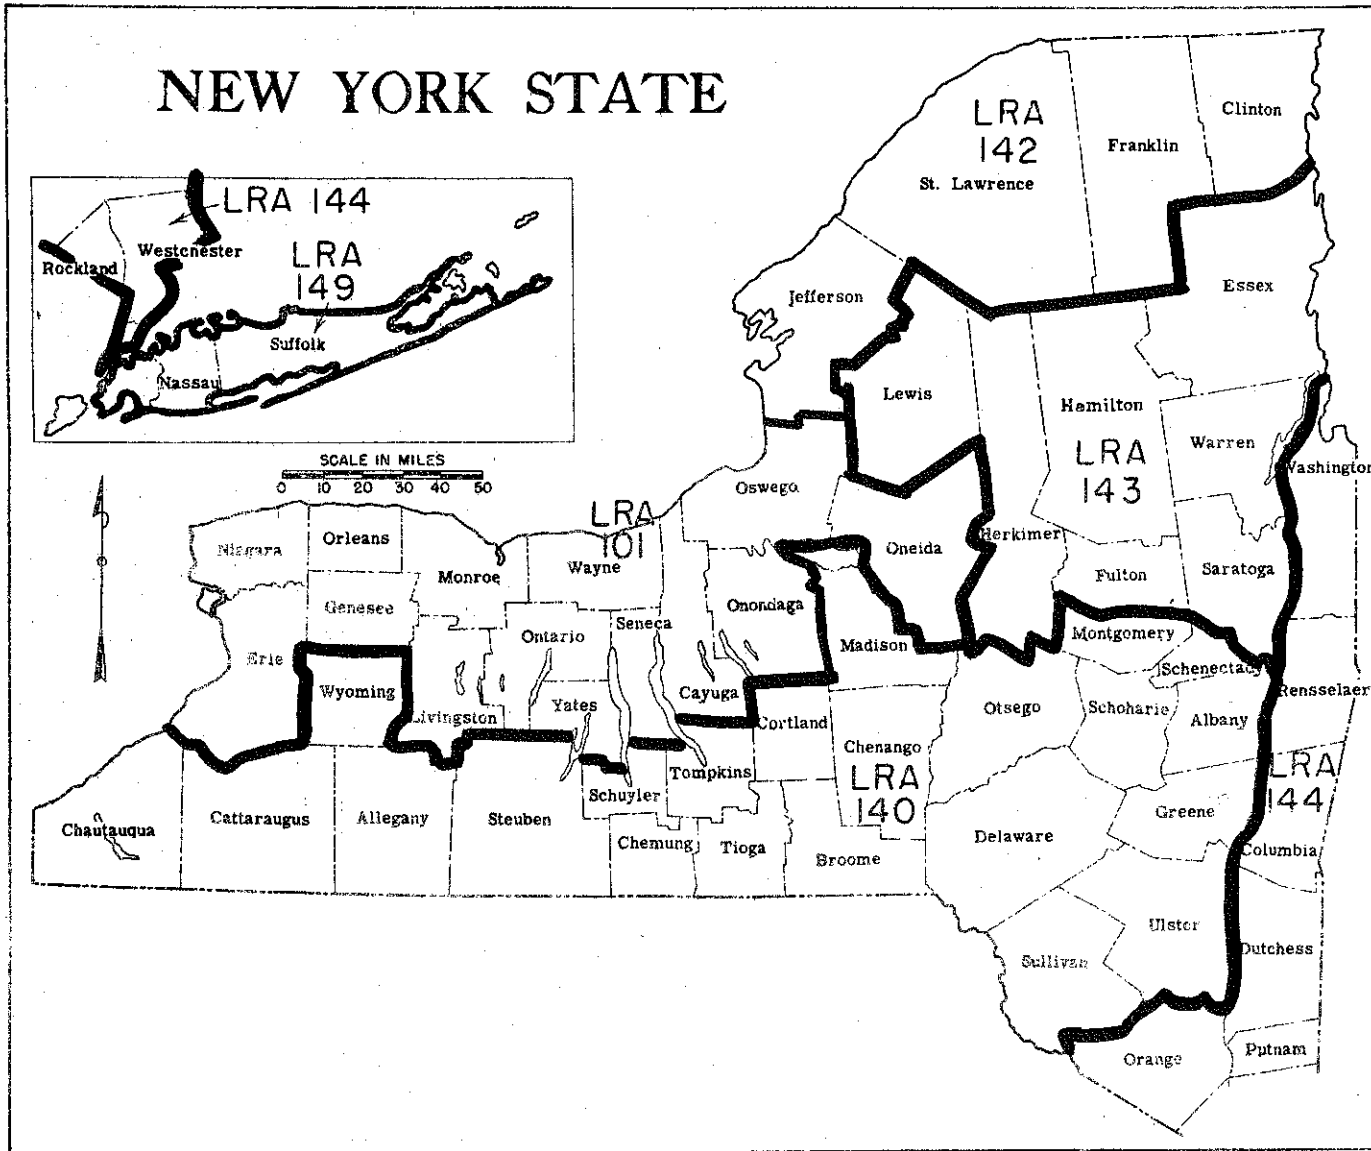 NEW YORK STATE
LRA
142
Clinton
Franklin
St. Lawrence
LRA 144
Westcnester
Rockland
LRA
149
Suffolk
Nassau
Jefferson
Essex
Lewis
Hamilton
Warren
LRA
143
Washington
SCALE IN MILES
0 10 20 30 40 50
Oswego
LRA
101
Niagara
Orleans
Monroe
Wayne
Oneida
Herkimer
Fulton
Saratoga
Genesee
Onondaga
Seneca
Ontario
Madison
Montgomery
Schenectady
Erie
Wyoming
Livingston
Yates
Cayuga
Cortland
Otsego
Schoharie
Albany
Rensselaer
Chenango
LRA
140
Tompkins
Schuyler
LRA
144
Chautauqua
Cattaraugus
Allegany
Steuben
Chemung
Tioga
Broome
Delaware
Greene
Columbia
Ulster
Sullivan
Dutchess
Orange
Putnam